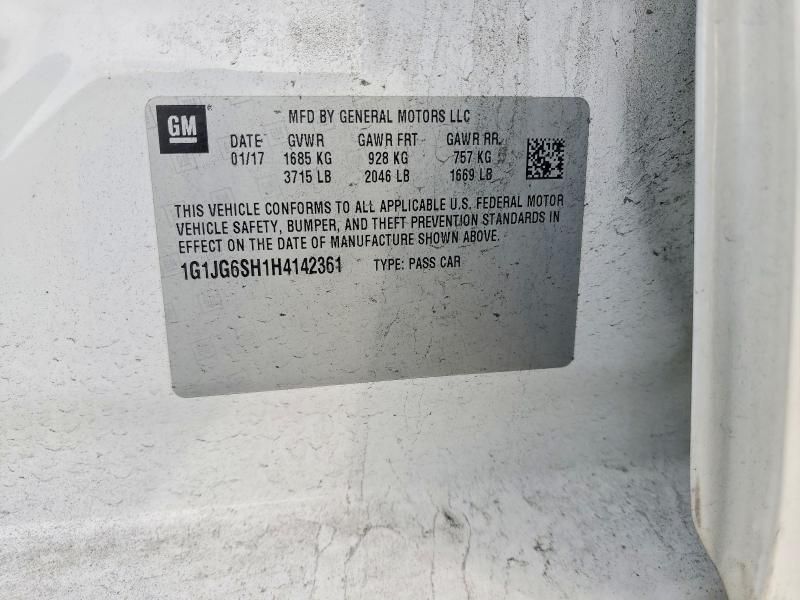 GM
MFD BY GENERAL MOTORS LLC
DATE GVWR GAWR FRT GAWR RR
01/17 1685 KG 928 KG 757 KG
3715 LB 2046 LB 1669 LB
THIS VEHICLE CONFORMS TO ALL APPLICABLE U.S. FEDERAL MOTOR
VEHICLE SAFETY, BUMPER, AND THEFT PREVENTION STANDARDS IN
EFFECT ON THE DATE OF MANUFACTURE SHOWN ABOVE.
1G1JG6SH1H4142361 TYPE: PASS CAR